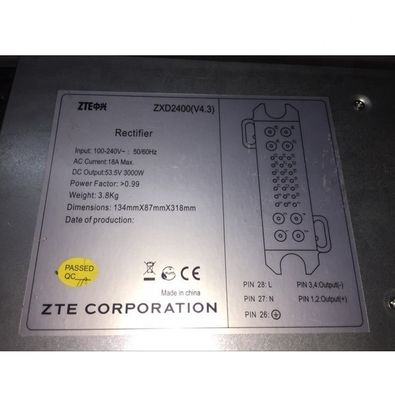 ZTE中兴 ZXD2400(V4.3)
Rectifier
Input: 100-240V~; 50/60Hz
AC Current:18A Max.
DC Output:53.5V 3000W
Power Factor: >0.99
Weight: 3.8Kg
Dimensions: 134mmX87mmX318mm
Date of production:
PASSED
QC
CE
Made in china
ZTE CORPORATION
PIN 28: L PIN 3,4:Output(-)
PIN 27: N PIN 1,2:Output(+)
PIN 26: